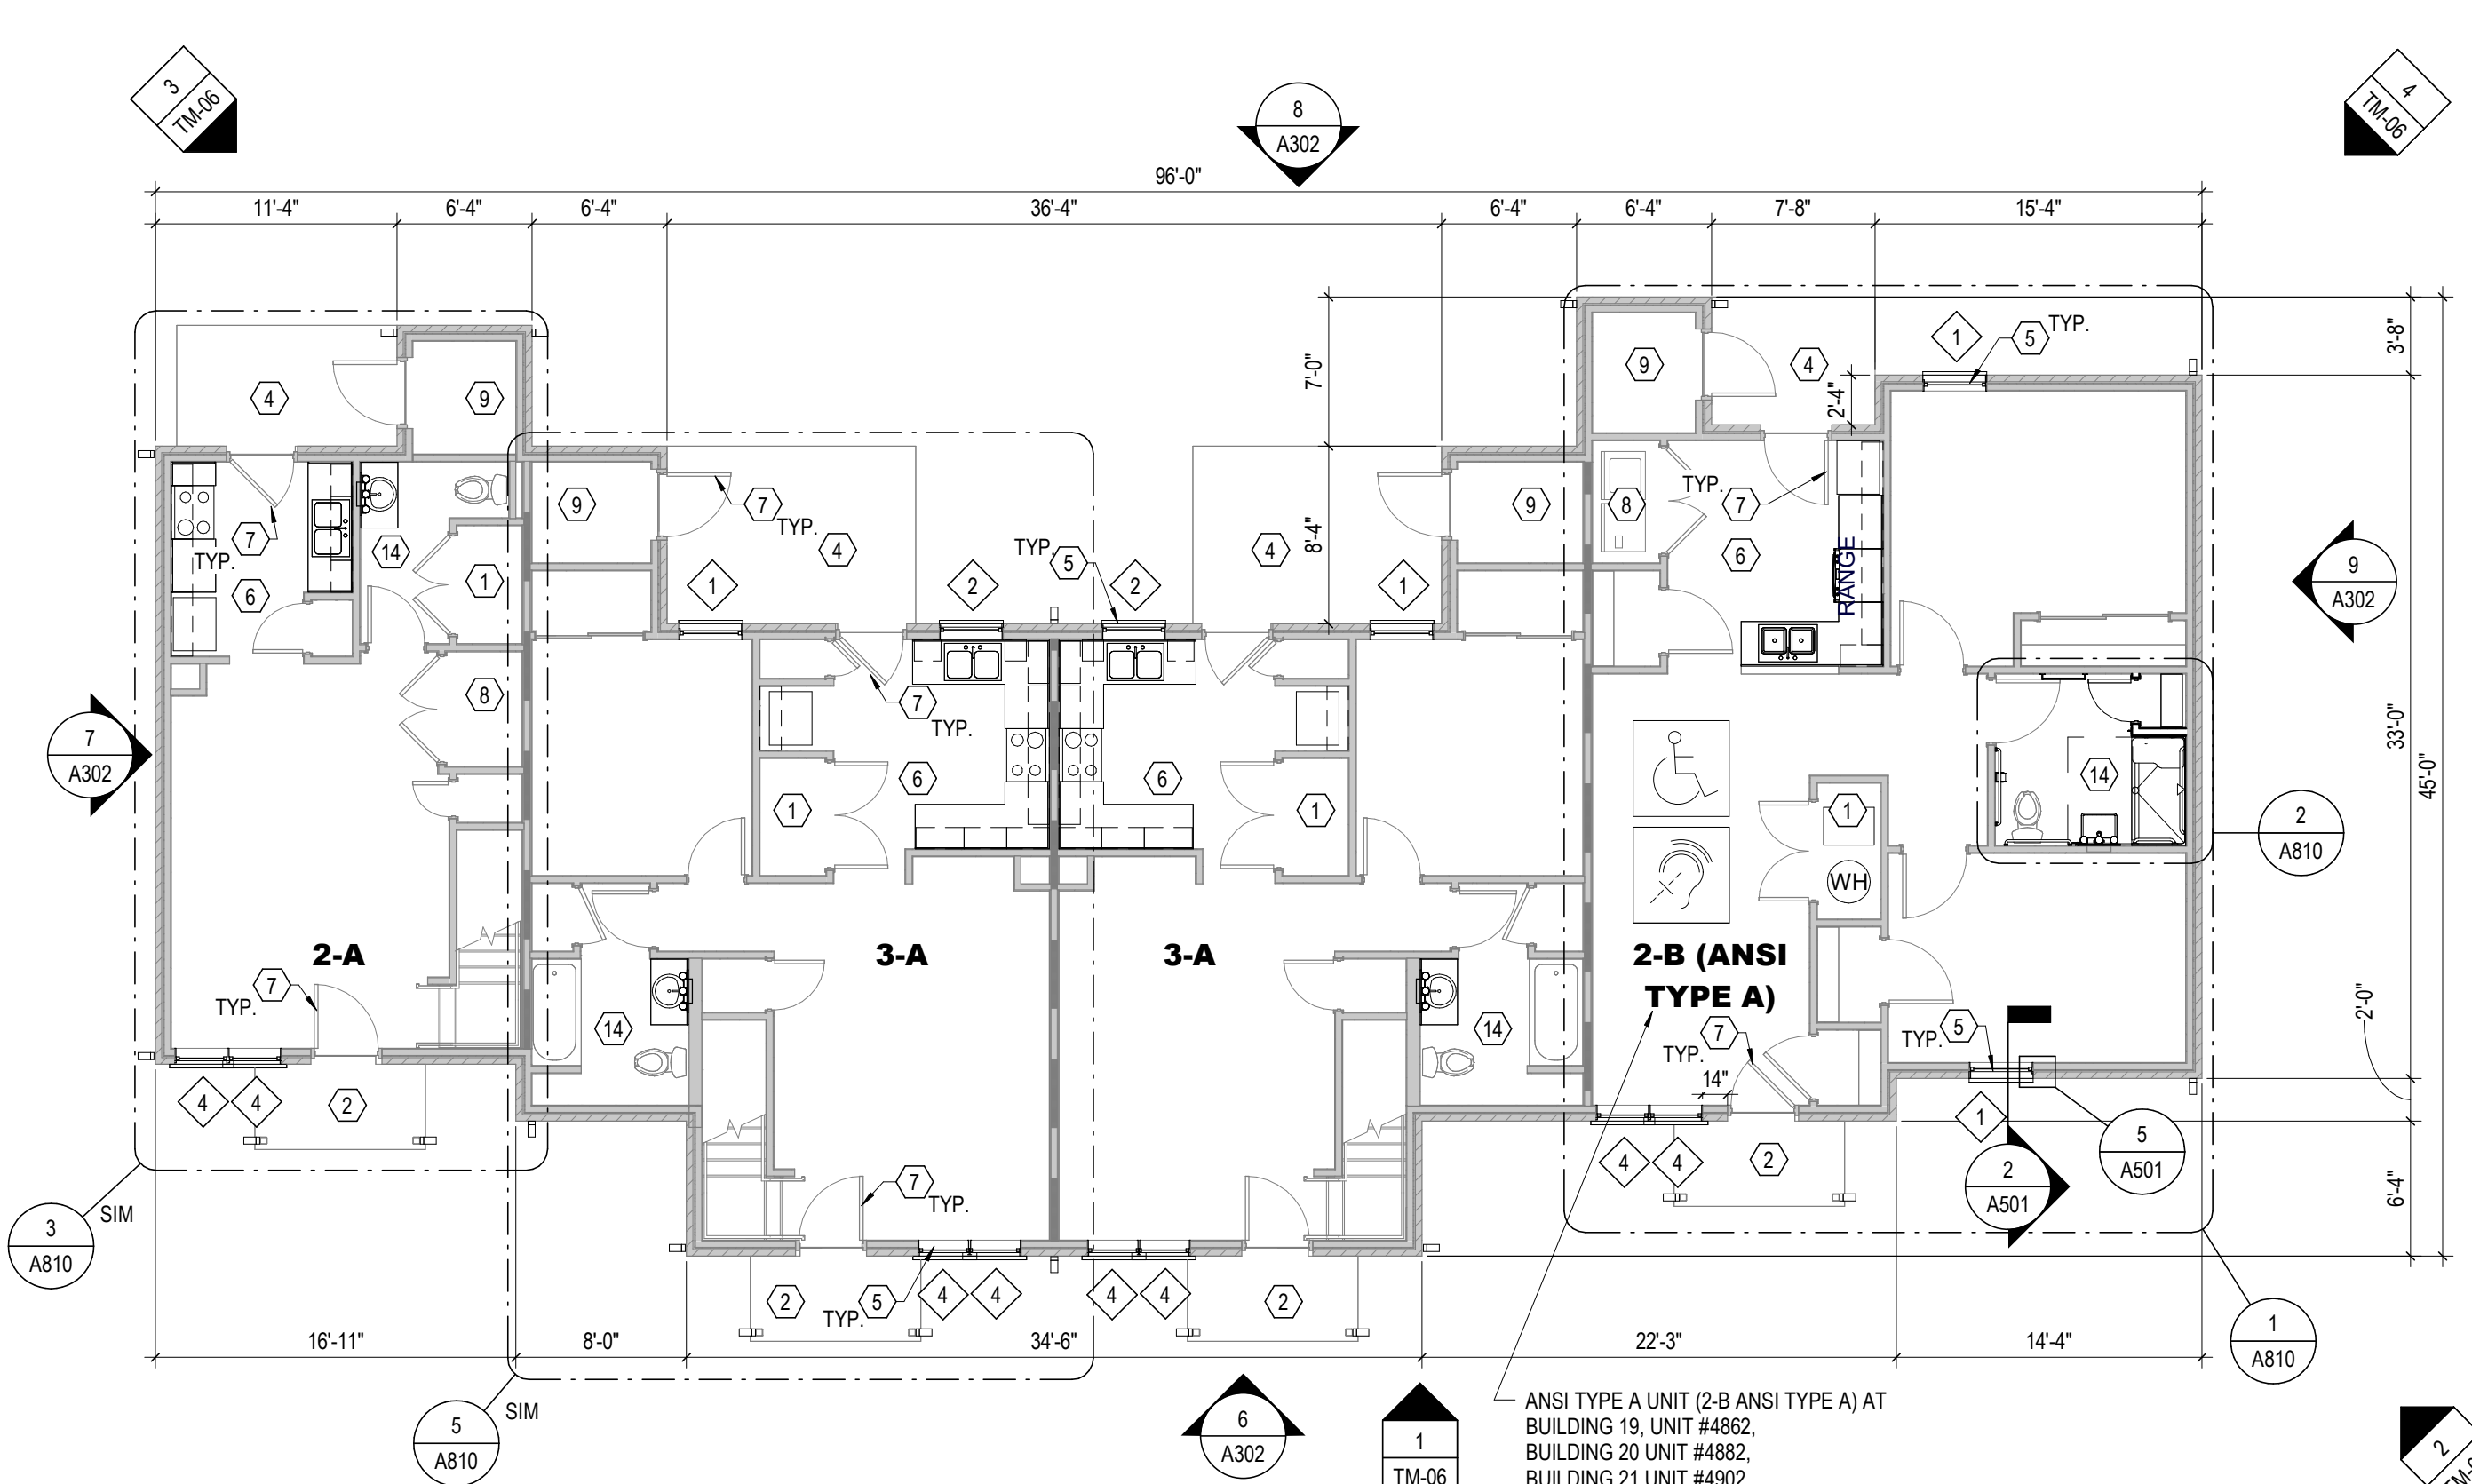 3
TM-06
8
A302
4
TM-06
96'-0"
11'-4" 6'-4" 6'-4" 36'-4" 6'-4" 6'-4" 7'-8" 15'-4"
3'-8"
7'-0"
2'-4"
8'-4"
33'-0"
45'-0"
2'-0"
6'-4"
1 5 TYP.
9 4
4 9
7 TYP.
6
14
1
8
9
7 TYP.
4
TYP. 5
4
1 2 2 1
9
8
TYP. 7
6
RANGE
9
A302
7
A302
7 TYP.
6 6
1 1
1
WH
14
2
A810
2-A
3-A
3-A
2-B (ANSI
TYPE A)
7
TYP.
14
14
7
TYP.
14"
TYP. 5
4 4 2
1
5
A501
2
A501
4 4 2
7
TYP.
3
A810
SIM
2
TYP. 5
4 4
4 4
2
1
A810
16'-11" 8'-0" 34'-6" 22'-3" 14'-4"
5
A810
SIM
6
A302
1
TM-06
ANSI TYPE A UNIT (2-B ANSI TYPE A) AT
BUILDING 19, UNIT #4862,
BUILDING 20 UNIT #4882,
BUILDING 21 UNIT #4902
2